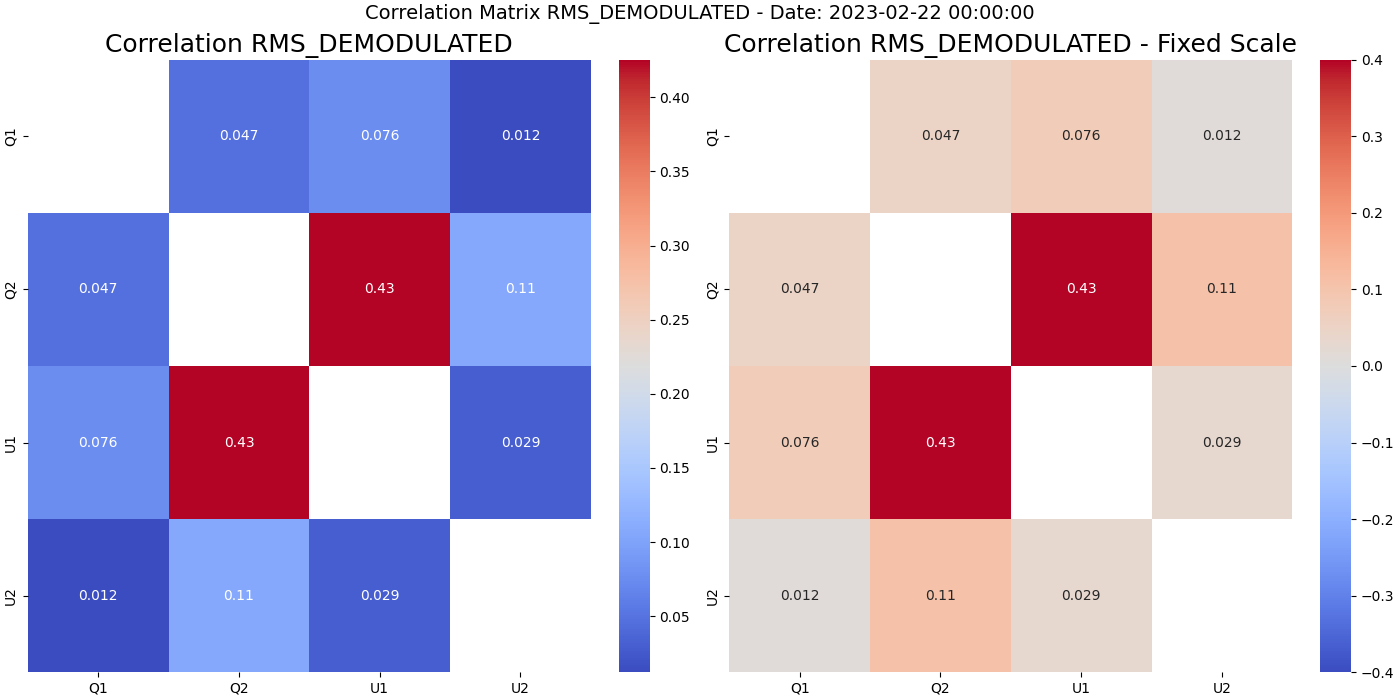 Correlation Matrix RMS_DEMODULATED - Date: 2023-02-22 00:00:00
Correlation RMS_DEMODULATED
Q1
0.047
0.076
0.012
Q2
0.047
0.43
0.11
U1
0.076
0.43
0.029
U2
0.012
0.11
0.029
Q1
Q2
U1
U2
0.40
0.35
0.30
0.25
0.20
0.15
0.10
0.05
Correlation RMS_DEMODULATED - Fixed Scale
Q1
0.047
0.076
0.012
Q2
0.047
0.43
0.11
U1
0.076
0.43
0.029
U2
0.012
0.11
0.029
Q1
Q2
U1
U2
0.4
0.3
0.2
0.1
0.0
−0.1
−0.2
−0.3
−0.4